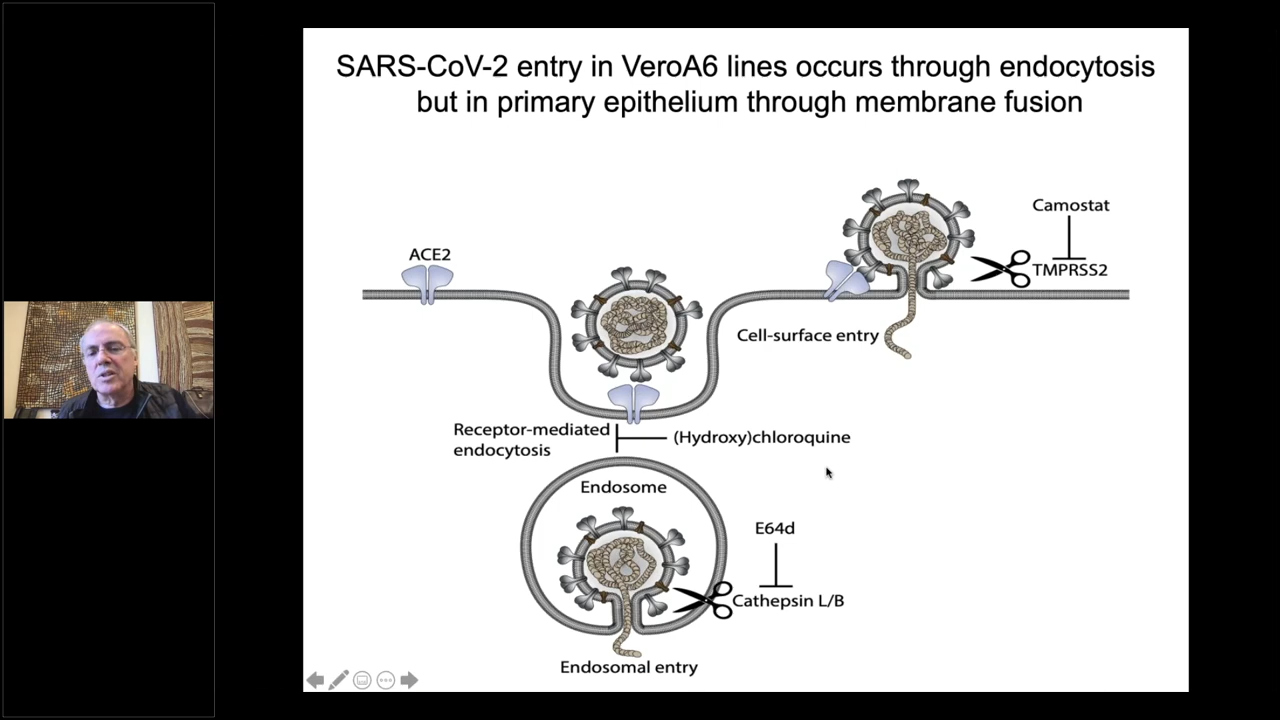 SARS-CoV-2 entry in VeroA6 lines occurs through endocytosis
but in primary epithelium through membrane fusion
Camostat
ACE2
TMPRSS2
Cell-surface entry
Receptor-mediated
endocytosis
(Hydroxy)chloroquine
Endosome
E64d
Cathepsin L/B
Endosomal entry